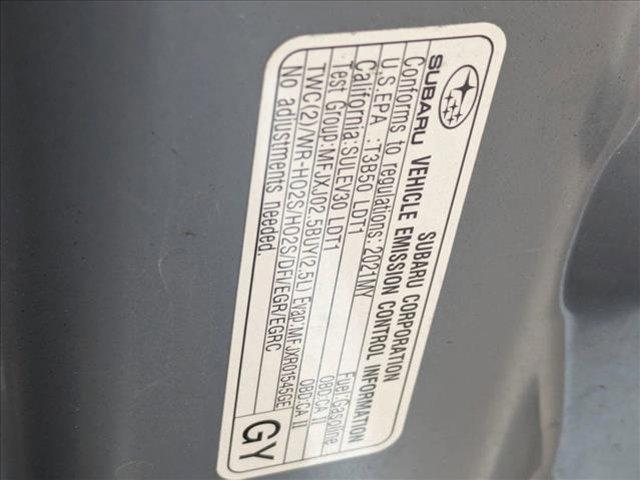 SUBARU CORPORATION
SUBARU VEHICLE EMISSION CONTROL INFORMATION
Conforms to regulations: 2021MY Fuel:Gasoline
U.S.EPA :T3B50 LDT1 OBD:CA II
California:SULEV30 LDT1 OBD:CA II
Test Group:MFJXJ02.5BUY(2.5L) Evap:MFJXR01645GE
TWC(2)/WR-HO2S/HO2S/DFI/EGR/EGRC
No adjustments needed.
GY